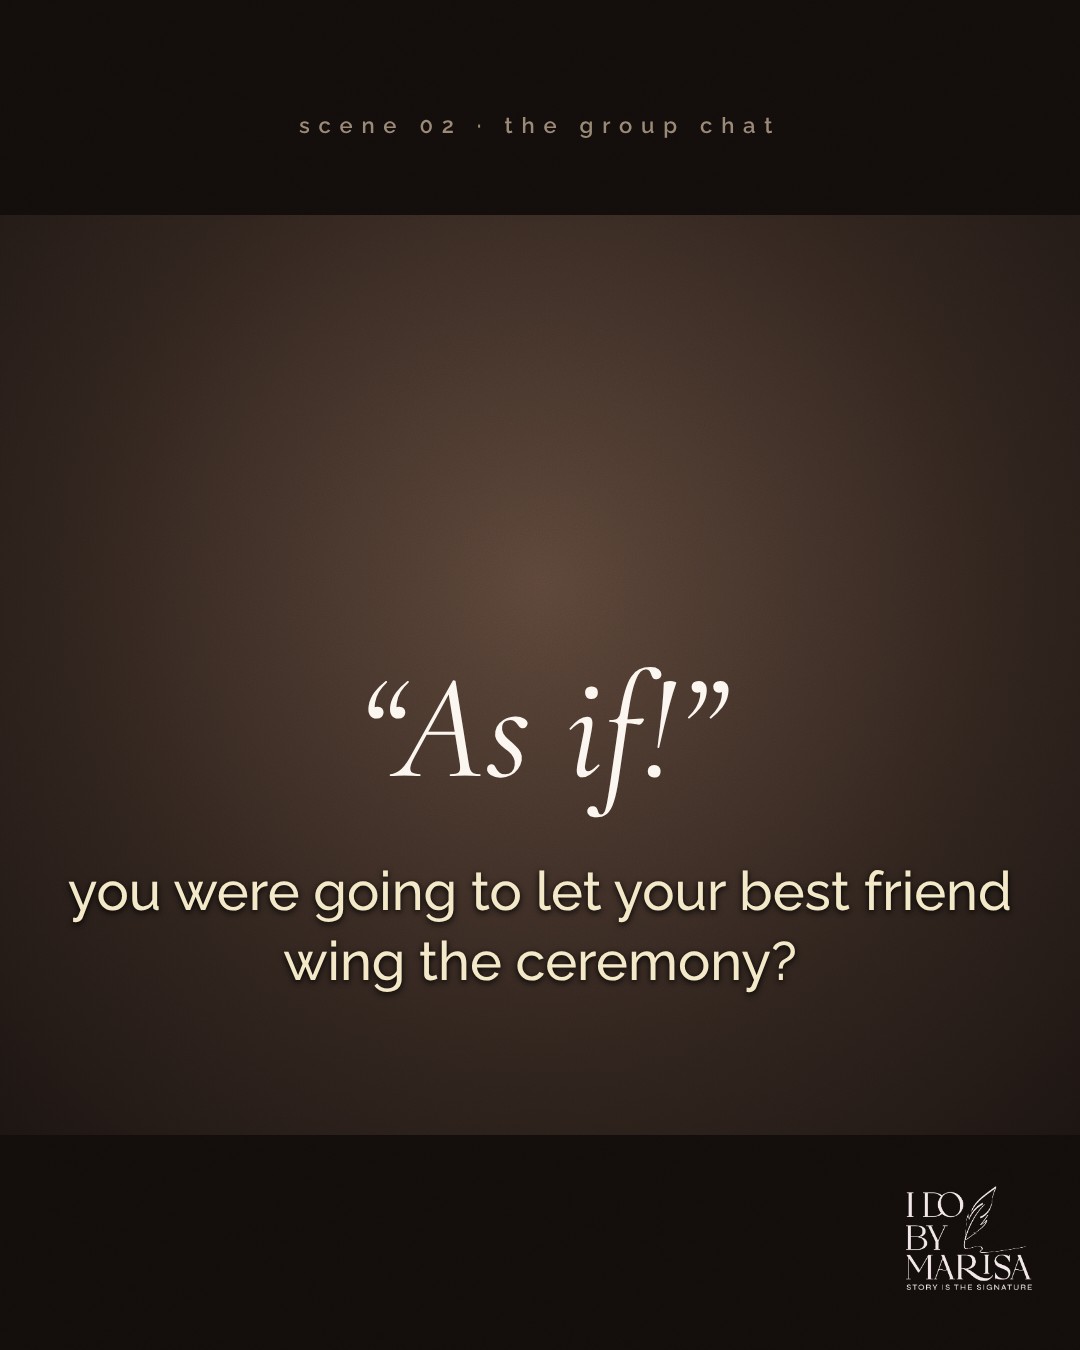 scene 02 · the group chat
“As if!”
you were going to let your best friend
wing the ceremony?
I DO
BY
MARISA
STORY IS THE SIGNATURE